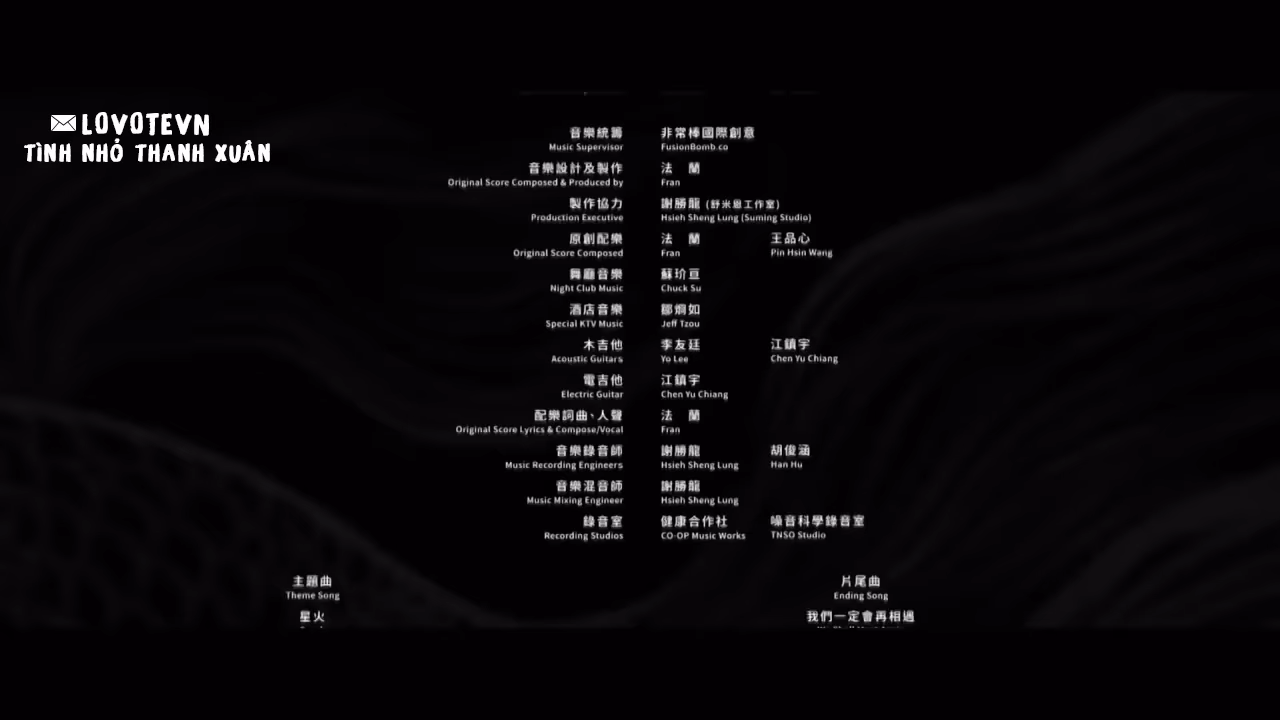 LOVOTEVN
TÌNH NHỎ THANH XUÂN
音樂統籌 非常棒國際創意
Music Supervisor FusionBomb.co
音樂設計及製作 法 蘭
Original Score Composed & Produced by Fran
製作協力 謝勝龍 (舒米恩工作室)
Production Executive Hsieh Sheng Lung (Suming Studio)
原創配樂 法 蘭 王品心
Original Score Composed Fran Pin Hsin Wang
舞廳音樂 蘇玠亘
Night Club Music Chuck Su
酒店音樂 鄒烱如
Special KTV Music Jeff Tzou
木吉他 李友廷 江鎮宇
Acoustic Guitars Yo Lee Chen Yu Chiang
電吉他 江鎮宇
Electric Guitar Chen Yu Chiang
配樂詞曲、人聲 法 蘭
Original Score Lyrics & Compose/Vocal Fran
音樂錄音師 謝勝龍 胡俊涵
Music Recording Engineers Hsieh Sheng Lung Han Hu
音樂混音師 謝勝龍
Music Mixing Engineer Hsieh Sheng Lung
錄音室 健康合作社 噪音科學錄音室
Recording Studios CO-OP Music Works TNSO Studio
主題曲 片尾曲
Theme Song Ending Song
星火 我們一定會再相遇